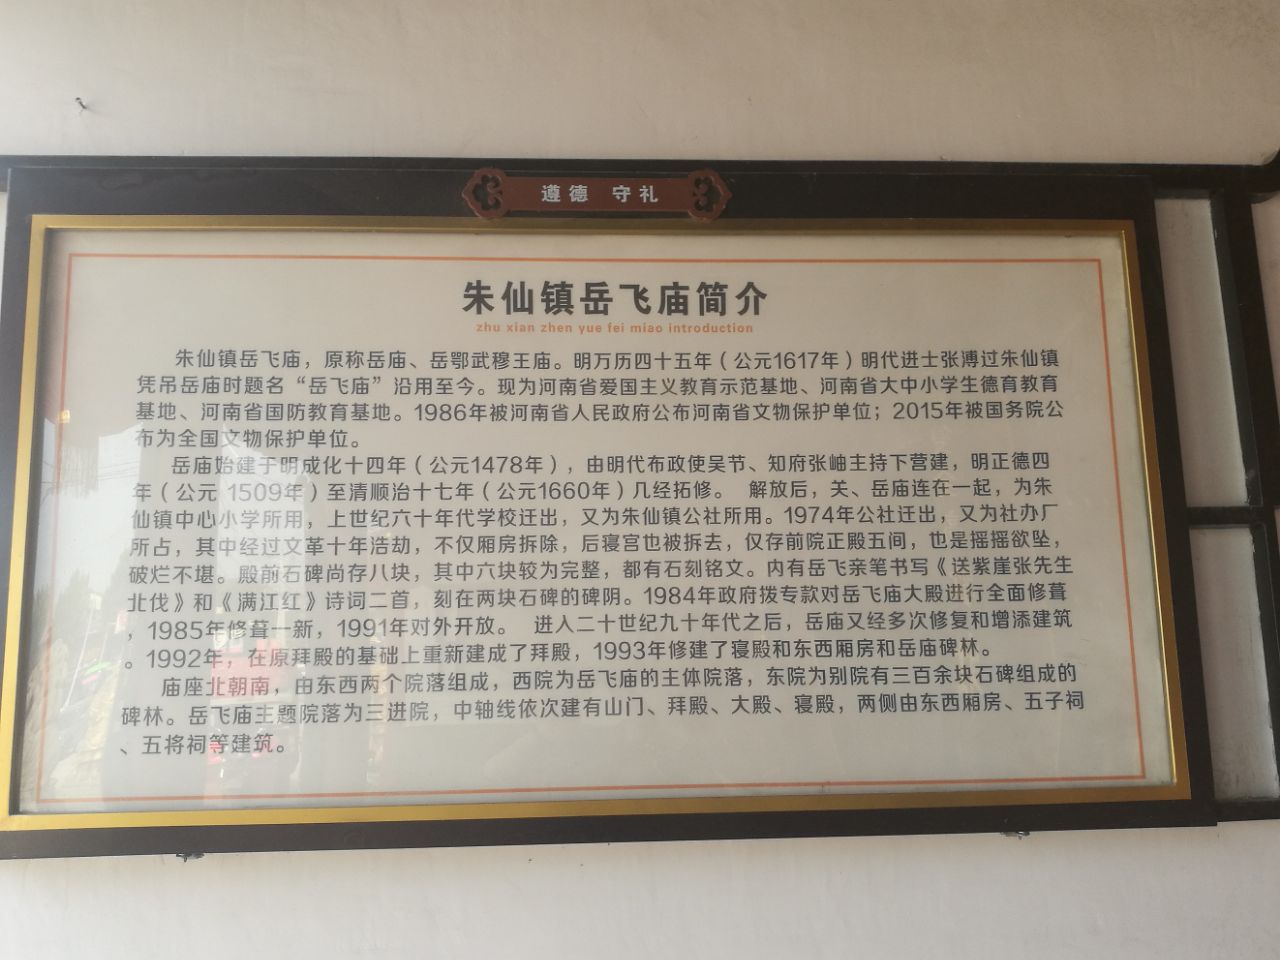 遵德 守礼
朱仙镇岳飞庙简介
zhu xian zhen yue fei miao introduction
朱仙镇岳飞庙，原称岳庙、岳鄂武穆王庙。明万历四十五年（公元1617年）明代进士张溥过朱仙镇
凭吊岳庙时题名“岳飞庙”沿用至今。现为河南省爱国主义教育示范基地、河南省大中小学生德育教育
基地、河南省国防教育基地。1986年被河南省人民政府公布河南省文物保护单位；2015年被国务院公
布为全国文物保护单位。
岳庙始建于明成化十四年（公元1478年），由明代布政使吴节、知府张岫主持下营建，明正德四
年（公元 1509年）至清顺治十七年（公元1660年）几经拓修。 解放后，关、岳庙连在一起，为朱
仙镇中心小学所用，上世纪六十年代学校迁出，又为朱仙镇公社所用。1974年公社迁出，又为社办厂
所占，其中经过文革十年浩劫，不仅厢房拆除，后寝宫也被拆去，仅存前院正殿五间，也是摇摇欲坠，
破烂不堪。殿前石碑尚存八块，其中六块较为完整，都有石刻铭文。内有岳飞亲笔书写《送紫崖张先生
北伐》和《满江红》诗词二首，刻在两块石碑的碑阴。1984年政府拨专款对岳飞庙大殿进行全面修葺
，1985年修葺一新，1991年对外开放。 进入二十世纪九十年代之后，岳庙又经多次修复和增添建筑
。1992年，在原拜殿的基础上重新建成了拜殿，1993年修建了寝殿和东西厢房和岳庙碑林。
庙座北朝南，由东西两个院落组成，西院为岳飞庙的主体院落，东院为别院有三百余块石碑组成的
碑林。岳飞庙主题院落为三进院，中轴线依次建有山门、拜殿、大殿、寝殿，两侧由东西厢房、五子祠
、五将祠等建筑。